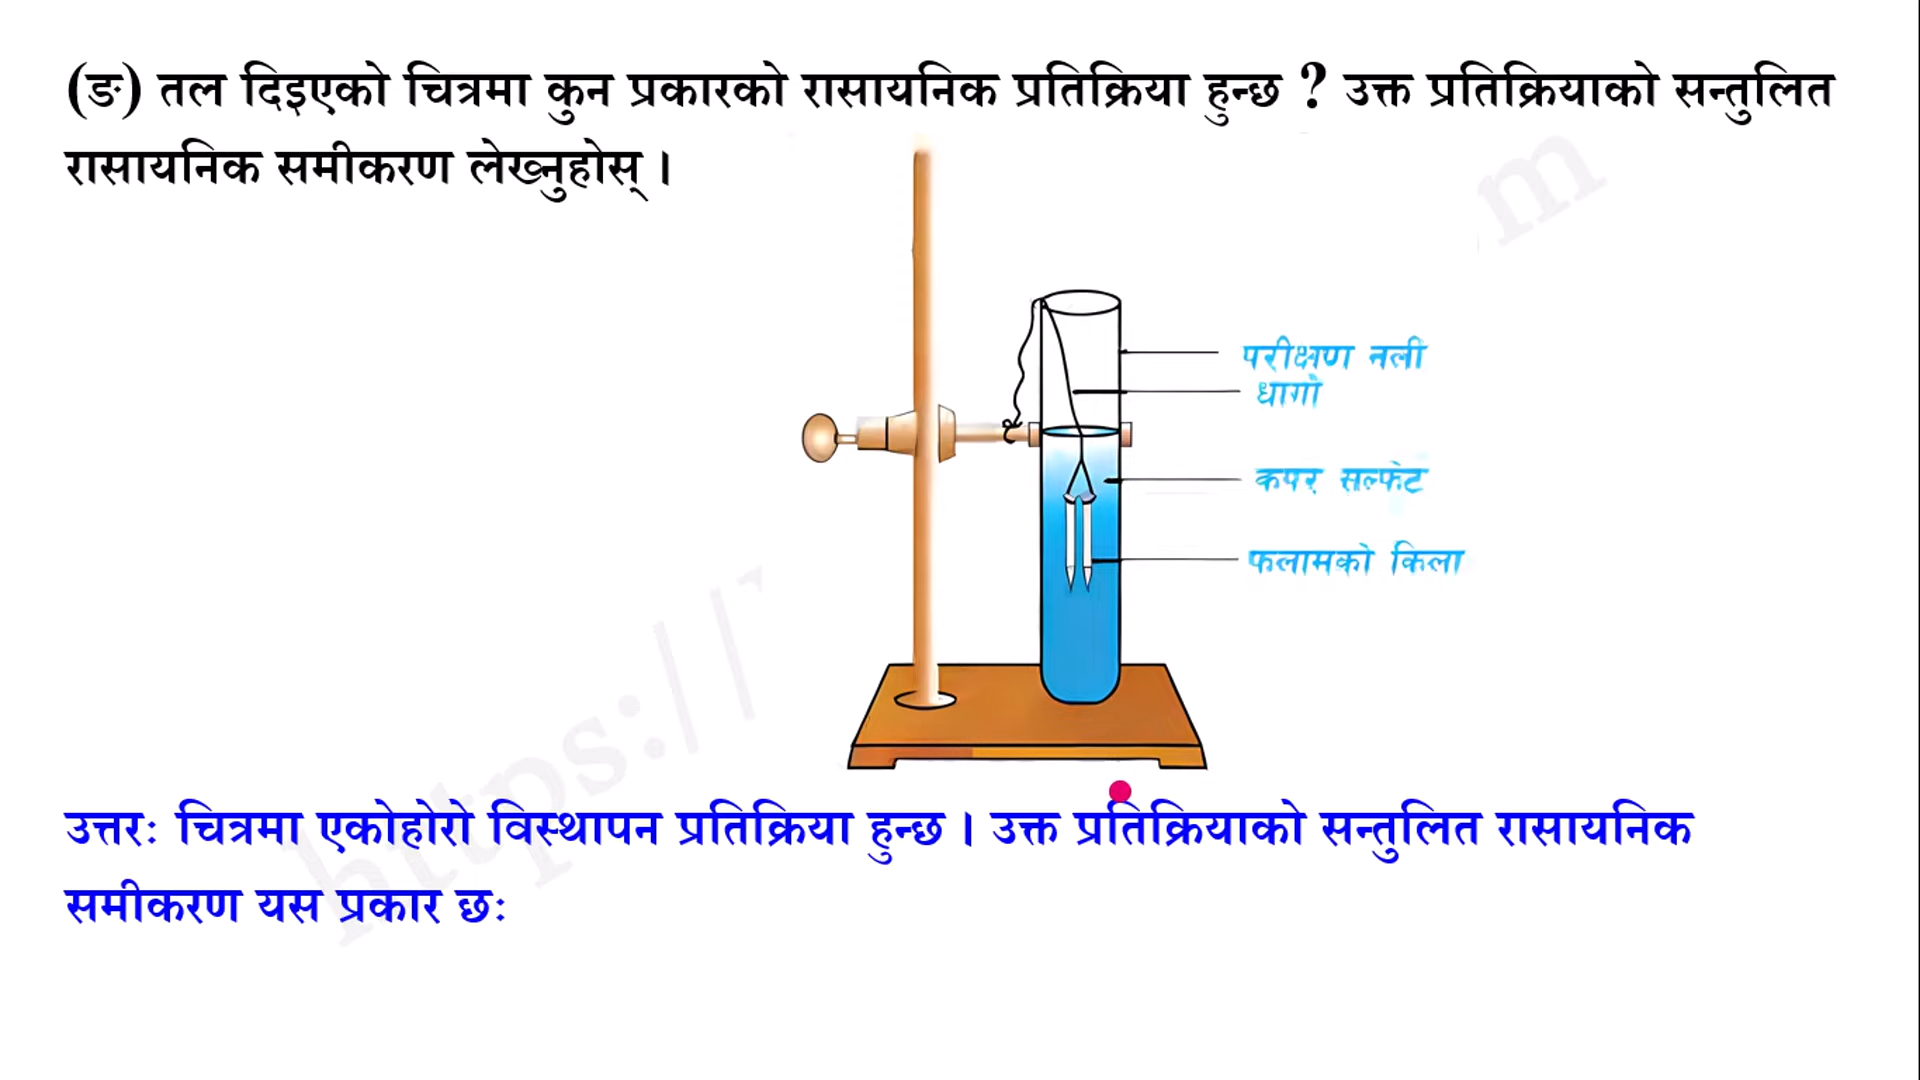 (ङ) तल दिइएको चित्रमा कुन प्रकारको रासायनिक प्रतिक्रिया हुन्छ ? उक्त प्रतिक्रियाको सन्तुलित
रासायनिक समीकरण लेख्नुहोस् ।
m
परीक्षण नली
धागो
कपर सल्फेट
फलामको किला
https://
उत्तरः चित्रमा एकोहोरो विस्थापन प्रतिक्रिया हुन्छ । उक्त प्रतिक्रियाको सन्तुलित रासायनिक
समीकरण यस प्रकार छः